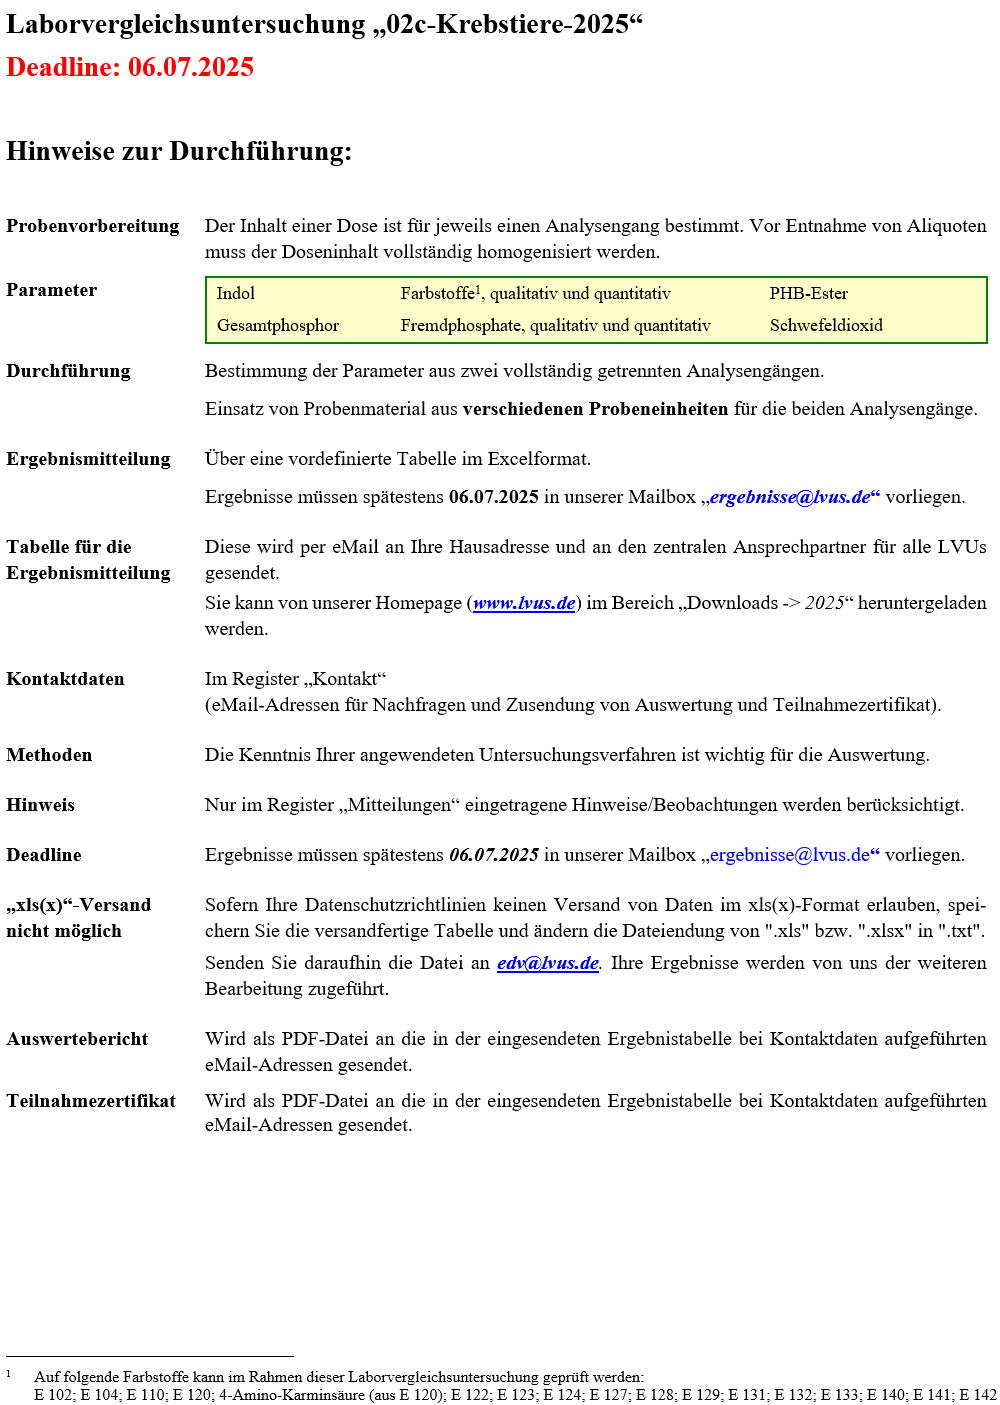 Laborvergleichsuntersuchung „02c-Krebstiere-2025“
Deadline: 06.07.2025
Hinweise zur Durchführung:
Probenvorbereitung Der Inhalt einer Dose ist für jeweils einen Analysengang bestimmt. Vor Entnahme von Aliquoten
muss der Doseninhalt vollständig homogenisiert werden.
Parameter Indol Farbstoffe¹, qualitativ und quantitativ PHB-Ester
Gesamtphosphor Fremdphosphate, qualitativ und quantitativ Schwefeldioxid
Durchführung Bestimmung der Parameter aus zwei vollständig getrennten Analysengängen.
Einsatz von Probenmaterial aus verschiedenen Probeneinheiten für die beiden Analysengänge.
Ergebnismitteilung Über eine vordefinierte Tabelle im Excelformat.
Ergebnisse müssen spätestens 06.07.2025 in unserer Mailbox „ergebnisse@lvus.de“ vorliegen.
Tabelle für die Diese wird per eMail an Ihre Hausadresse und an den zentralen Ansprechpartner für alle LVUs
Ergebnismitteilung gesendet.
Sie kann von unserer Homepage (www.lvus.de) im Bereich „Downloads -> 2025“ heruntergeladen
werden.
Kontaktdaten Im Register „Kontakt“
(eMail-Adressen für Nachfragen und Zusendung von Auswertung und Teilnahmezertifikat).
Methoden Die Kenntnis Ihrer angewendeten Untersuchungsverfahren ist wichtig für die Auswertung.
Hinweis Nur im Register „Mitteilungen“ eingetragene Hinweise/Beobachtungen werden berücksichtigt.
Deadline Ergebnisse müssen spätestens 06.07.2025 in unserer Mailbox „ergebnisse@lvus.de“ vorliegen.
„xls(x)“-Versand Sofern Ihre Datenschutzrichtlinien keinen Versand von Daten im xls(x)-Format erlauben, spei-
nicht möglich chern Sie die versandfertige Tabelle und ändern die Dateiendung von ".xls" bzw. ".xlsx" in ".txt".
Senden Sie daraufhin die Datei an edv@lvus.de. Ihre Ergebnisse werden von uns der weiteren
Bearbeitung zugeführt.
Auswertebericht Wird als PDF-Datei an die in der eingesendeten Ergebnistabelle bei Kontaktdaten aufgeführten
eMail-Adressen gesendet.
Teilnahmezertifikat Wird als PDF-Datei an die in der eingesendeten Ergebnistabelle bei Kontaktdaten aufgeführten
eMail-Adressen gesendet.
¹ Auf folgende Farbstoffe kann im Rahmen dieser Laborvergleichsuntersuchung geprüft werden:
E 102; E 104; E 110; E 120; 4-Amino-Karminsäure (aus E 120); E 122; E 123; E 124; E 127; E 128; E 129; E 131; E 132; E 133; E 140; E 141; E 142